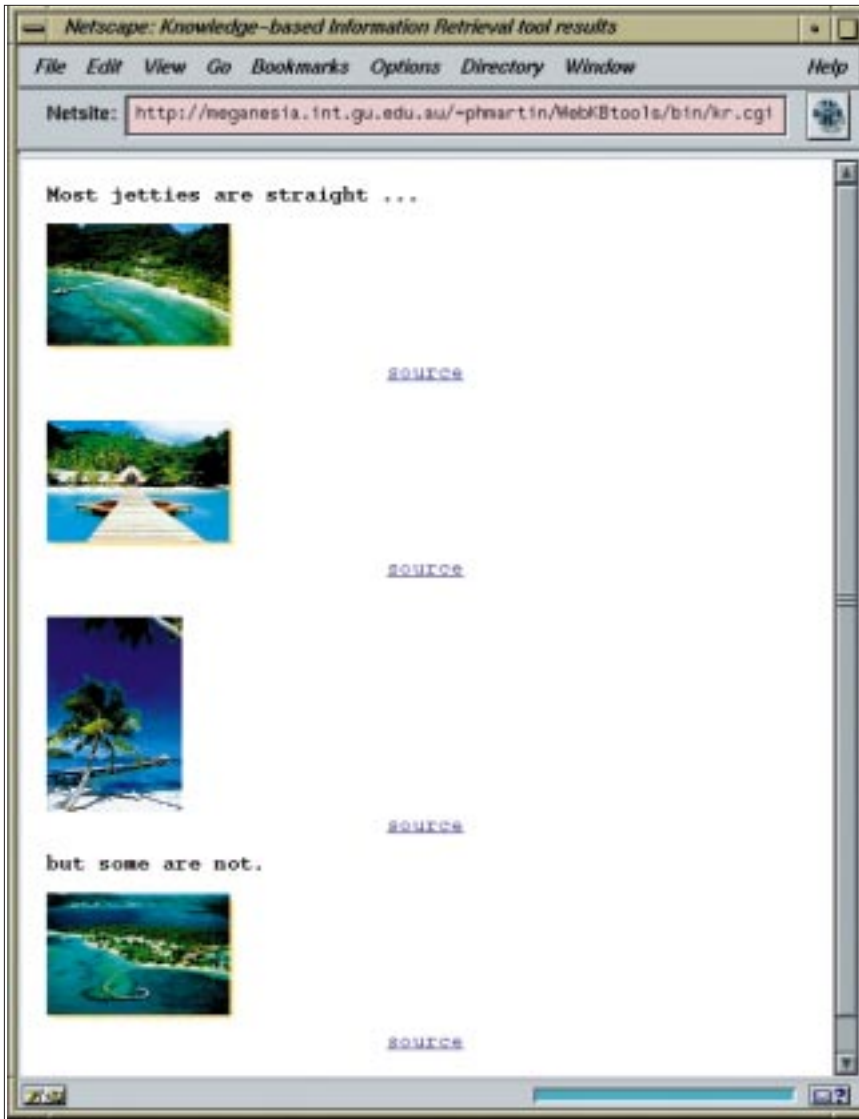 Netscape: Knowledge-based Information Retrieval tool results
File Edit View Go Bookmarks Options Directory Window Help
Netsite: http://meganesia.int.gu.edu.au/~phmartin/WebKBtools/bin/kr.cgi
Most jetties are straight ...
source
source
source
but some are not.
source
?